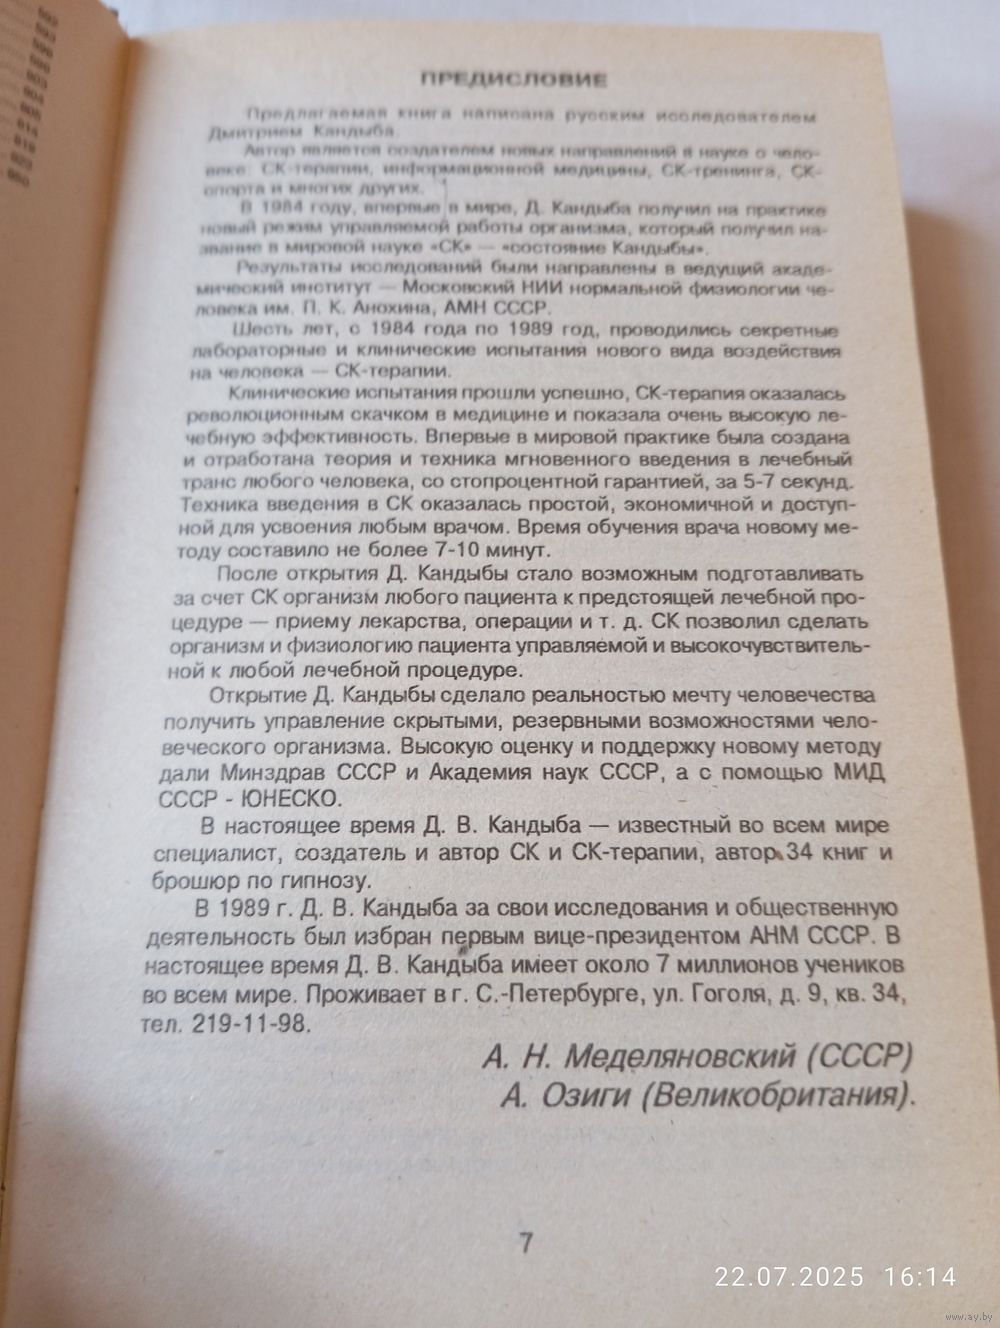 592
593
596
600
603
604
605
614
619
623
650
ПРЕДИСЛОВИЕ
Предлагаемая книга написана русским исследователем
Дмитрием Кандыба.
Автор является создателем новых направлений в науке о чело-
веке: СК-терапии, информационной медицины, СК-тренинга, СК-
спорта и многих других.
В 1984 году, впервые в мире, Д. Кандыба получил на практике
новый режим управляемой работы организма, который получил на-
звание в мировой науке «СК» — «состояние Кандыбы».
Результаты исследований были направлены в ведущий акаде-
мический институт — Московский НИИ нормальной физиологии че-
ловека им. П. К. Анохина, АМН СССР.
Шесть лет, с 1984 года по 1989 год, проводились секретные
лабораторные и клинические испытания нового вида воздействия
на человека — СК-терапии.
Клинические испытания прошли успешно, СК-терапия оказалась
революционным скачком в медицине и показала очень высокую ле-
чебную эффективность. Впервые в мировой практике была создана
и отработана теория и техника мгновенного введения в лечебный
транс любого человека, со стопроцентной гарантией, за 5-7 секунд.
Техника введения в СК оказалась простой, экономичной и доступ-
ной для усвоения любым врачом. Время обучения врача новому ме-
тоду составило не более 7-10 минут.
После открытия Д. Кандыбы стало возможным подготавливать
за счет СК организм любого пациента к предстоящей лечебной про-
цедуре — приему лекарства, операции и т. д. СК позволил сделать
организм и физиологию пациента управляемой и высокочувствитель-
ной к любой лечебной процедуре.
Открытие Д. Кандыбы сделало реальностью мечту человечества
получить управление скрытыми, резервными возможностями чело-
веческого организма. Высокую оценку и поддержку новому методу
дали Минздрав СССР и Академия наук СССР, а с помощью МИД
СССР - ЮНЕСКО.
В настоящее время Д. В. Кандыба — известный во всем мире
специалист, создатель и автор СК и СК-терапии, автор 34 книг и
брошюр по гипнозу.
В 1989 г. Д. В. Кандыба за свои исследования и общественную
деятельность был избран первым вице-президентом АНМ СССР. В
настоящее время Д. В. Кандыба имеет около 7 миллионов учеников
во всем мире. Проживает в г. С.-Петербурге, ул. Гоголя, д. 9, кв. 34,
тел. 219-11-98.
А. Н. Меделяновский (СССР)
А. Озиги (Великобритания).
7
22.07.2025 16:14
www.ay.by